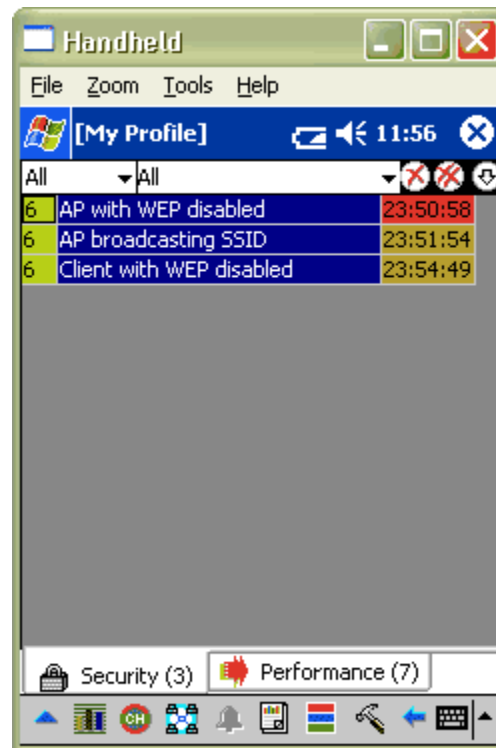 Handheld
File Zoom Tools Help
[My Profile] 11:56
All All
6 AP with WEP disabled 23:50:58
6 AP broadcasting SSID 23:51:54
6 Client with WEP disabled 23:54:49
Security (3) Performance (7)
CH